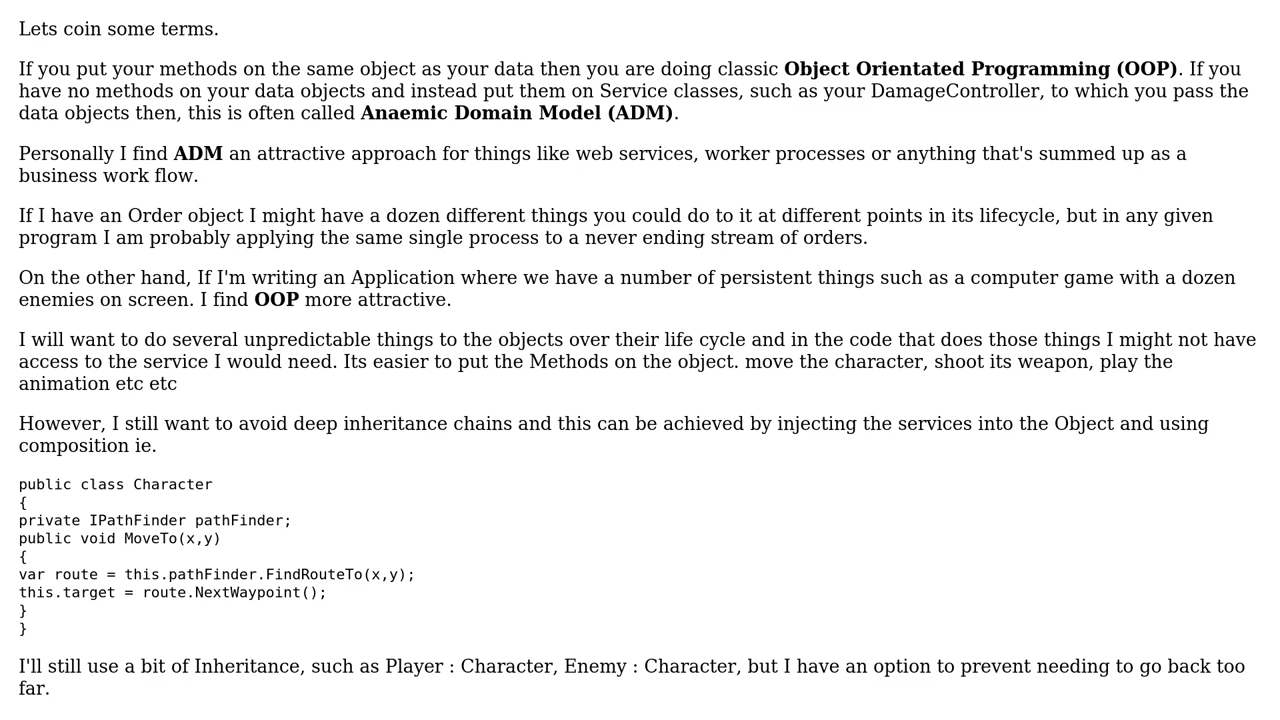 Lets coin some terms.
If you put your methods on the same object as your data then you are doing classic Object Orientated Programming (OOP). If you
have no methods on your data objects and instead put them on Service classes, such as your DamageController, to which you pass the
data objects then, this is often called Anaemic Domain Model (ADM).
Personally I find ADM an attractive approach for things like web services, worker processes or anything that's summed up as a
business work flow.
If I have an Order object I might have a dozen different things you could do to it at different points in its lifecycle, but in any given
program I am probably applying the same single process to a never ending stream of orders.
On the other hand, If I'm writing an Application where we have a number of persistent things such as a computer game with a dozen
enemies on screen. I find OOP more attractive.
I will want to do several unpredictable things to the objects over their life cycle and in the code that does those things I might not have
access to the service I would need. Its easier to put the Methods on the object. move the character, shoot its weapon, play the
animation etc etc
However, I still want to avoid deep inheritance chains and this can be achieved by injecting the services into the Object and using
composition ie.
public class Character
{
private IPathFinder pathFinder;
public void MoveTo(x,y)
{
var route = this.pathFinder.FindRouteTo(x,y);
this.target = route.NextWaypoint();
}
}
I'll still use a bit of Inheritance, such as Player : Character, Enemy : Character, but I have an option to prevent needing to go back too
far.